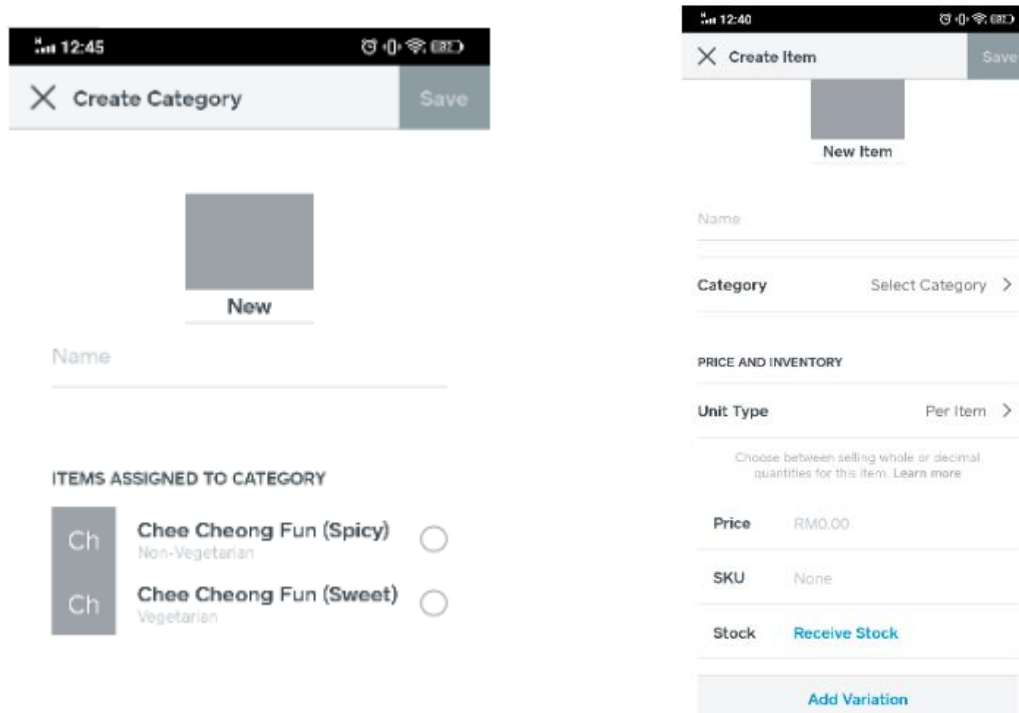 12:45
Create Category
Save
New
Name
ITEMS ASSIGNED TO CATEGORY
Ch
Chee Cheong Fun (Spicy)
Non-Vegetarian
Ch
Chee Cheong Fun (Sweet)
Vegetarian
12:40
Create Item
Save
New Item
Name
Category Select Category
PRICE AND INVENTORY
Unit Type Per Item
Choose between selling whole or decimal
quantities for this item. Learn more
Price RM0.00
SKU None
Stock Receive Stock
Add Variation